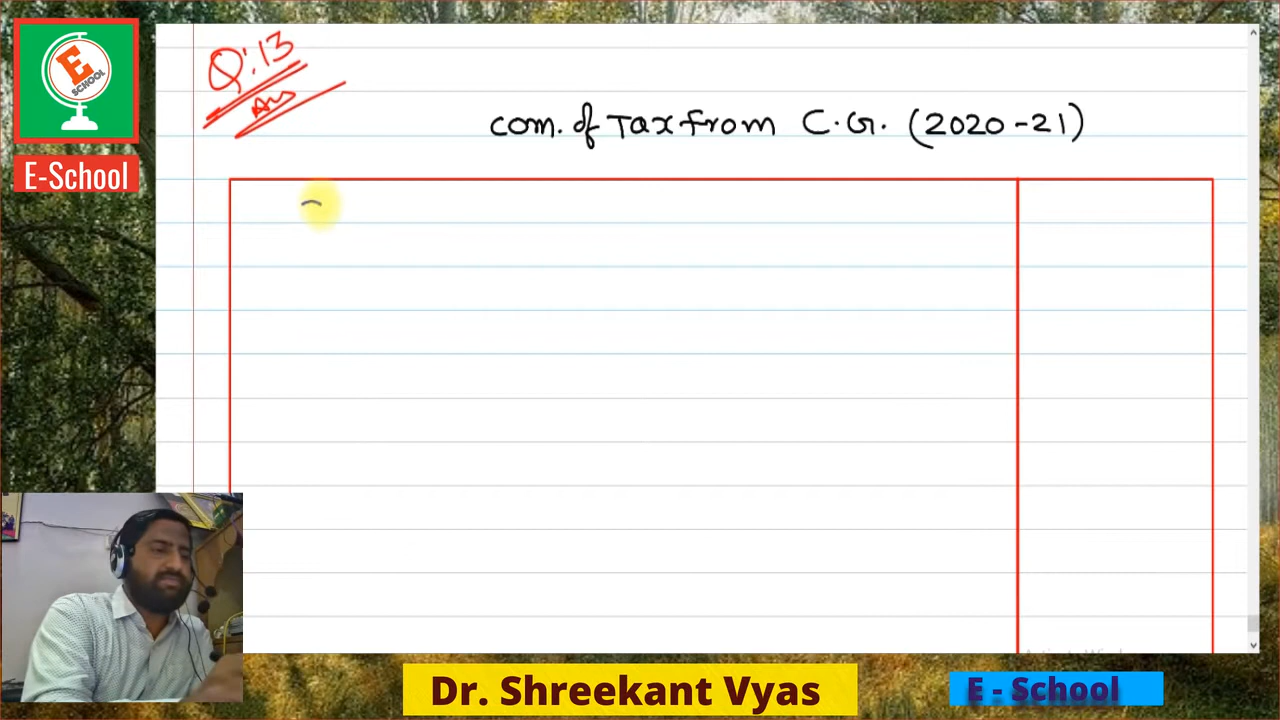 E
SCHOOL
E-School
Q:13
Ans
com. of Tax from C.G. (2020-21)
Dr. Shreekant Vyas
E - School